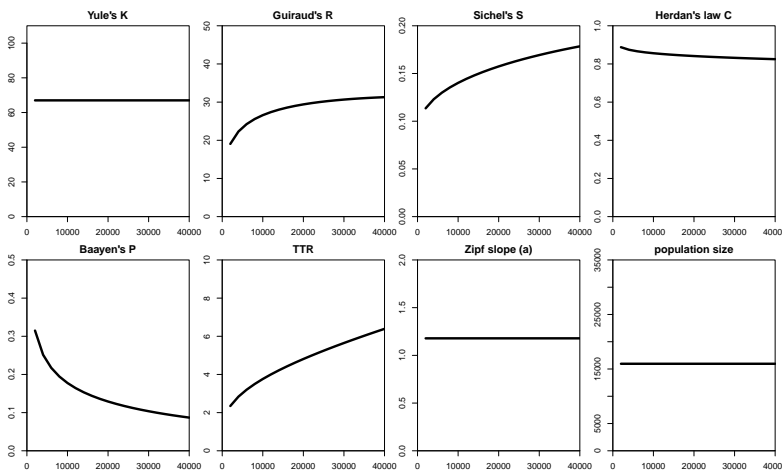 Yule's K
0 20 40 60 80 100
0 10000 20000 30000 40000
Guiraud's R
0 10 20 30 40 50
0 10000 20000 30000 40000
Sichel's S
0.00 0.05 0.10 0.15 0.20
0 10000 20000 30000 40000
Herdan's law C
0.0 0.2 0.4 0.6 0.8 1.0
0 10000 20000 30000 40000
Baayen's P
0.0 0.1 0.2 0.3 0.4 0.5
0 10000 20000 30000 40000
TTR
0 2 4 6 8 10
0 10000 20000 30000 40000
Zipf slope (a)
0.0 0.5 1.0 1.5 2.0
0 10000 20000 30000 40000
population size
0 5000 15000 25000 35000
0 10000 20000 30000 40000